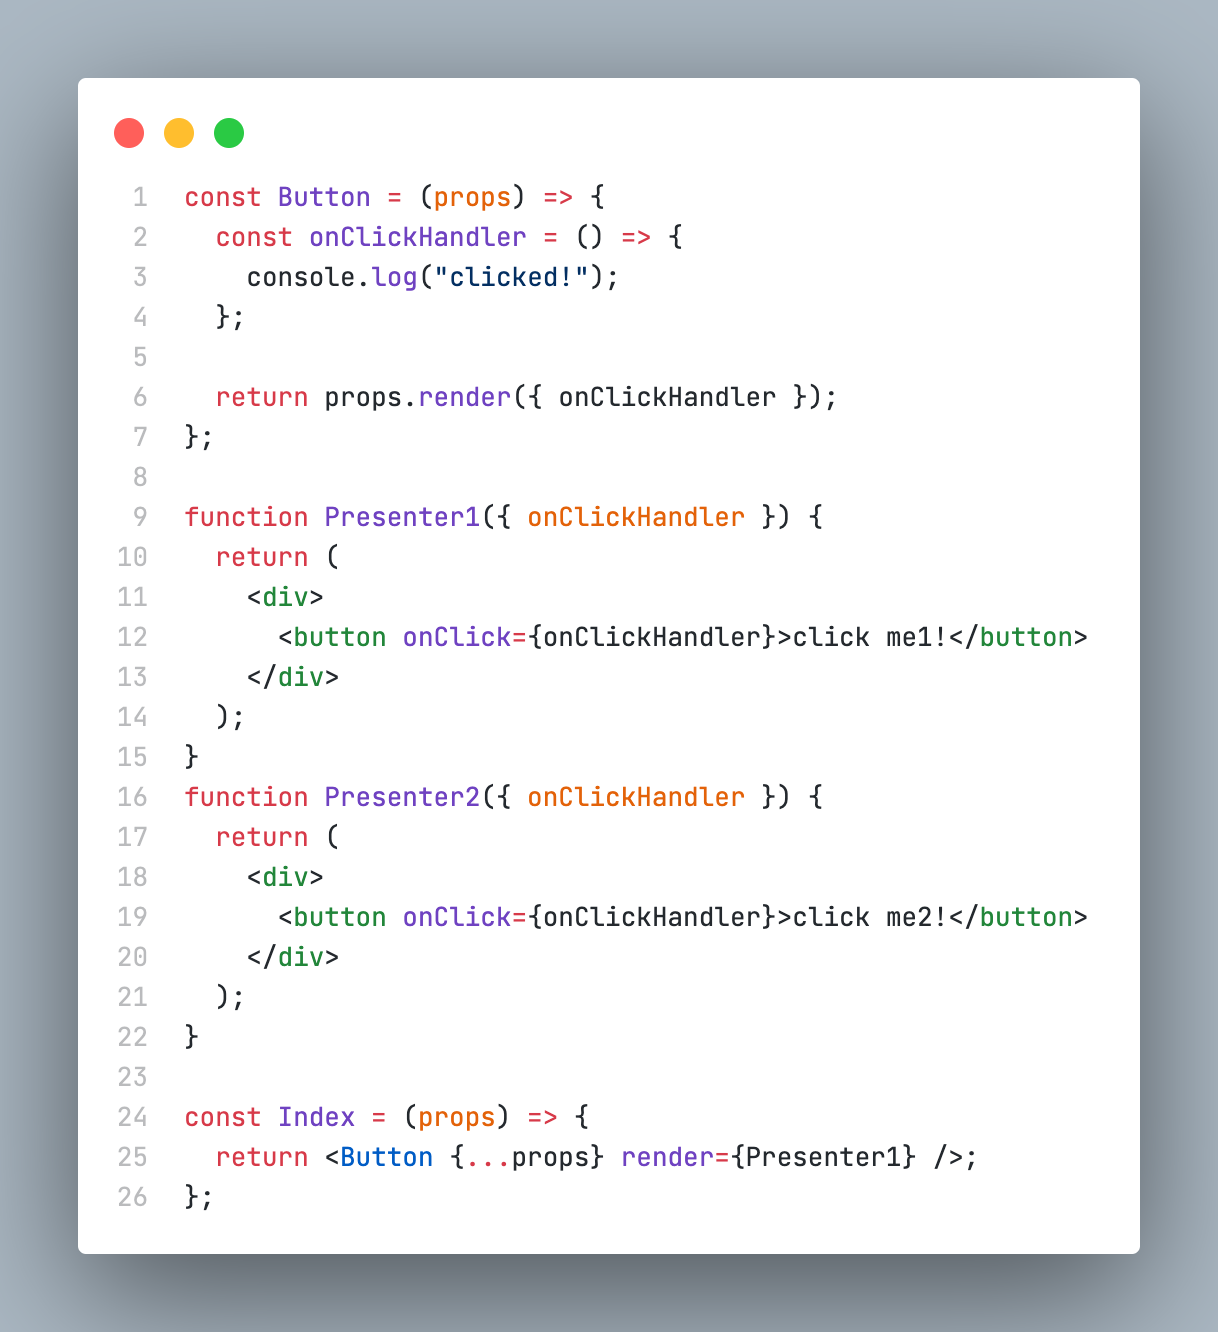 1 const Button = (props) => {
2   const onClickHandler = () => {
3     console.log("clicked!");
4   };
5
6   return props.render({ onClickHandler });
7 };
8
9 function Presenter1({ onClickHandler }) {
10   return (
11     <div>
12       <button onClick={onClickHandler}>click me1!</button>
13     </div>
14   );
15 }
16 function Presenter2({ onClickHandler }) {
17   return (
18     <div>
19       <button onClick={onClickHandler}>click me2!</button>
20     </div>
21   );
22 }
23
24 const Index = (props) => {
25   return <Button {...props} render={Presenter1} />;
26 };